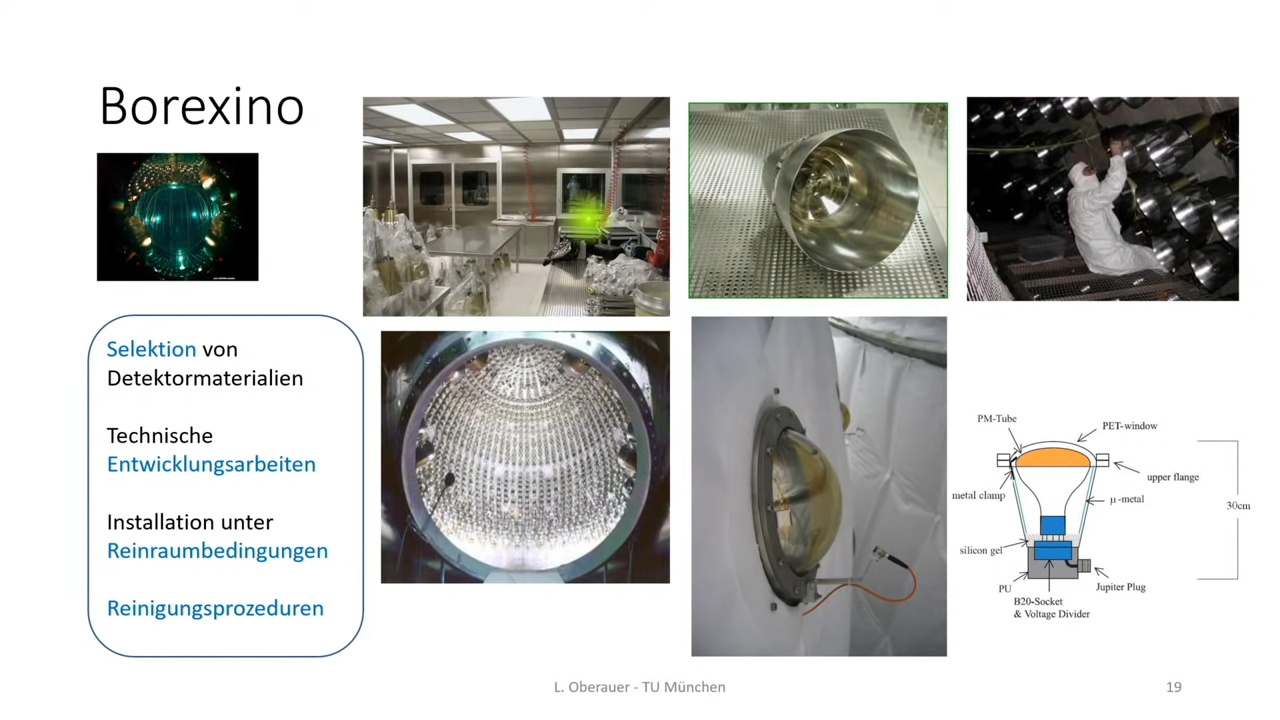 Borexino
Selektion von
Detektormaterialien
Technische
Entwicklungsarbeiten
Installation unter
Reinraumbedingungen
Reinigungsprozeduren
PM-Tube
PET-window
upper flange
metal clamp
μ-metal
30cm
silicon gel
PU
Jupiter Plug
B20-Socket
& Voltage Divider
L. Oberauer - TU München
19